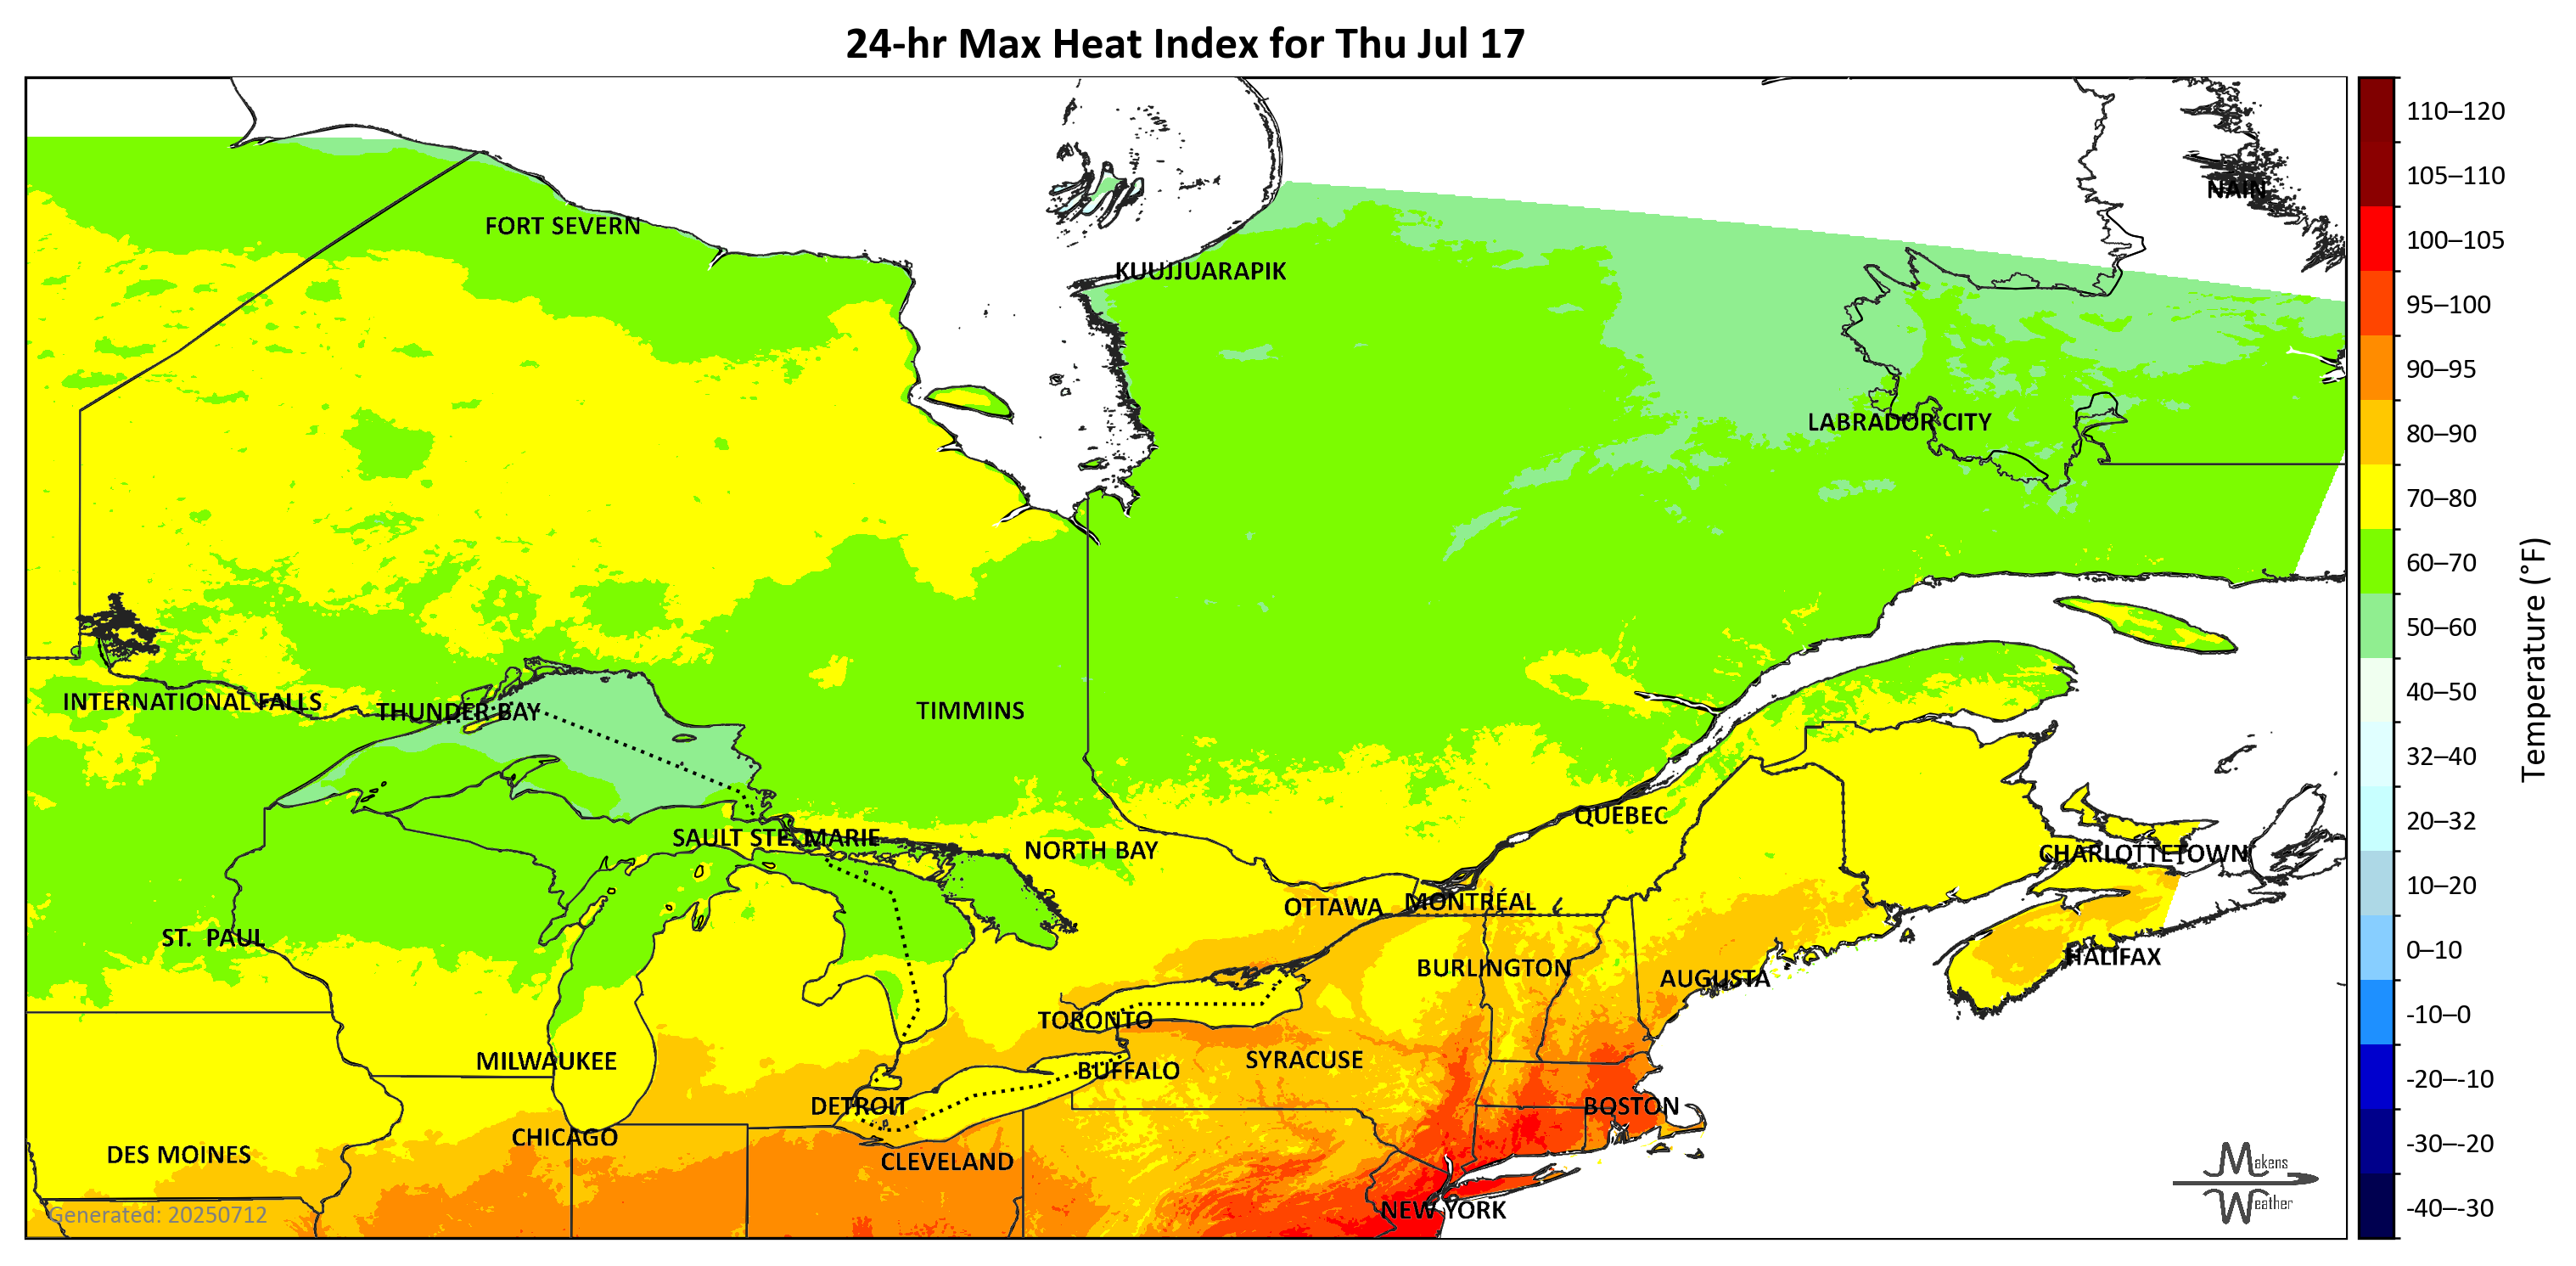 24-hr Max Heat Index for Thu Jul 17
NAIN
FORT SEVERN
KUUJJUARAPIK
LABRADOR CITY
INTERNATIONAL FALLS
THUNDER BAY
TIMMINS
QUEBEC
SAULT STE. MARIE
NORTH BAY
CHARLOTTETOWN
OTTAWA
MONTRÉAL
ST. PAUL
HALIFAX
BURLINGTON
AUGUSTA
TORONTO
MILWAUKEE
SYRACUSE
BUFFALO
DETROIT
BOSTON
CHICAGO
DES MOINES
CLEVELAND
NEW YORK
Generated: 20250712
Makens
Weather
110–120
105–110
100–105
95–100
90–95
80–90
70–80
60–70
50–60
40–50
32–40
20–32
10–20
0–10
-10–0
-20–-10
-30–-20
-40–-30
Temperature (°F)